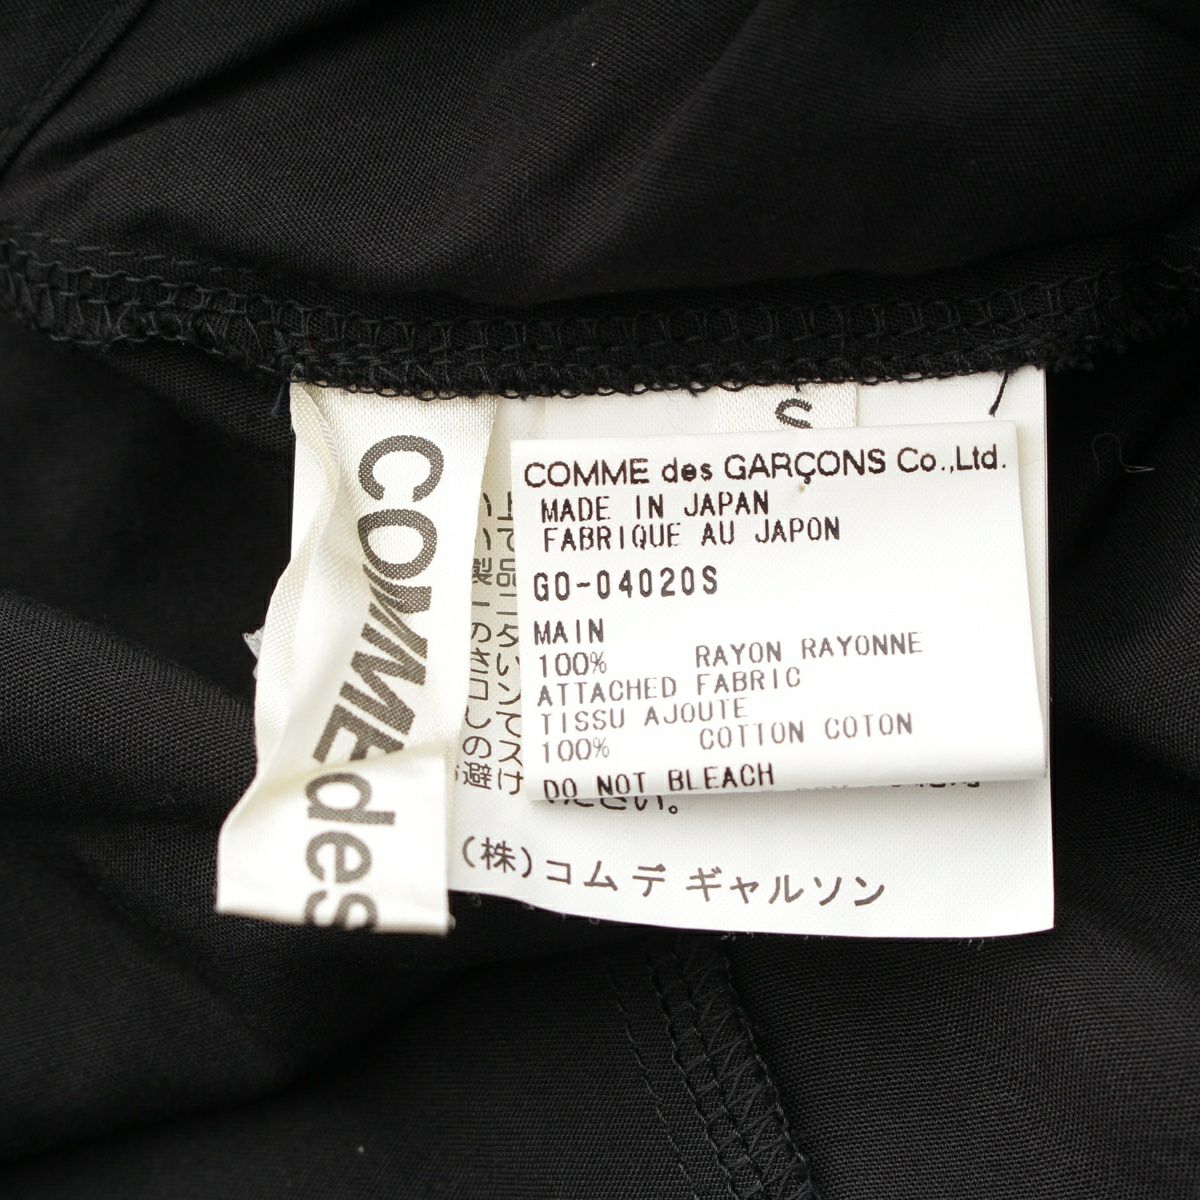 S
COMME des
COMME des GARÇONS Co.,Ltd.
MADE IN JAPAN
FABRIQUE AU JAPON
GO-04020S
MAIN
100% RAYON RAYONNE
ATTACHED FABRIC
TISSU AJOUTE
100% COTTON COTON
DO NOT BLEACH
(株)コム デ ギャルソン